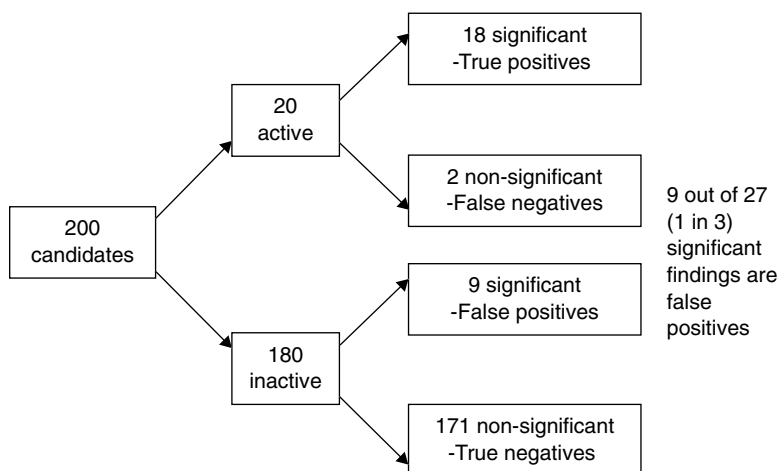 200
candidates
20
active
180
inactive
18 significant
-True positives
2 non-significant
-False negatives
9 significant
-False positives
171 non-significant
-True negatives
9 out of 27
(1 in 3)
significant
findings are
false
positives